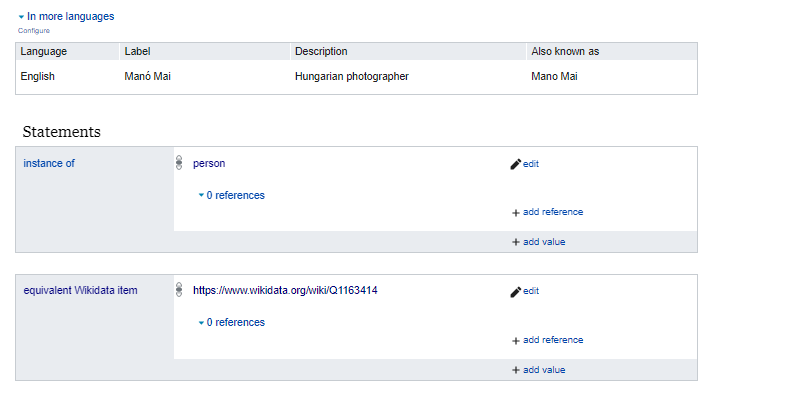 In more languages
Configure
Language Label Description Also known as
English Manó Mai Hungarian photographer Mano Mai
Statements
instance of person edit
0 references
+ add reference
+ add value
equivalent Wikidata item https://www.wikidata.org/wiki/Q1163414 edit
0 references
+ add reference
+ add value